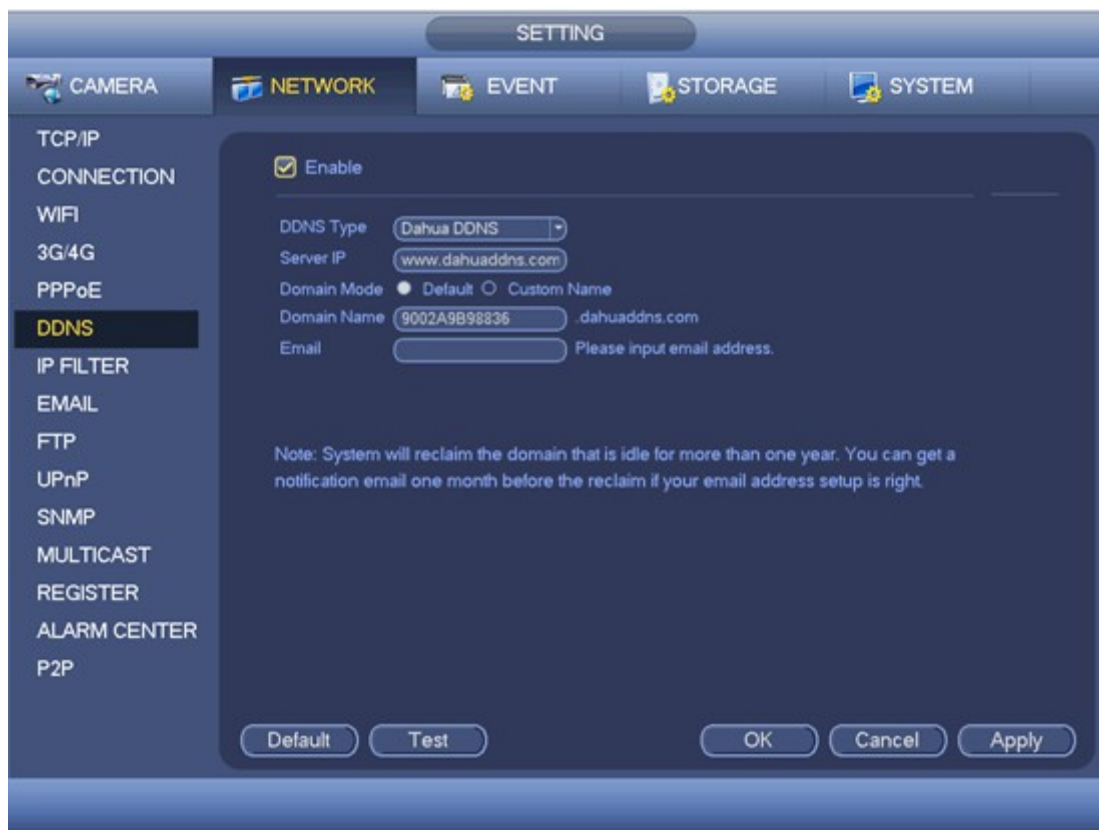 SETTING
CAMERA NETWORK EVENT STORAGE SYSTEM
TCP/IP
CONNECTION
WIFI
3G/4G
PPPoE
DDNS
IP FILTER
EMAIL
FTP
UPnP
SNMP
MULTICAST
REGISTER
ALARM CENTER
P2P
Enable
DDNS Type Dahua DDNS
Server IP www.dahuaddns.com
Domain Mode Default Custom Name
Domain Name 9002A9B98836 .dahuaddns.com
Email Please input email address.
Note: System will reclaim the domain that is idle for more than one year. You can get a
notification email one month before the reclaim if your email address setup is right.
Default Test OK Cancel Apply